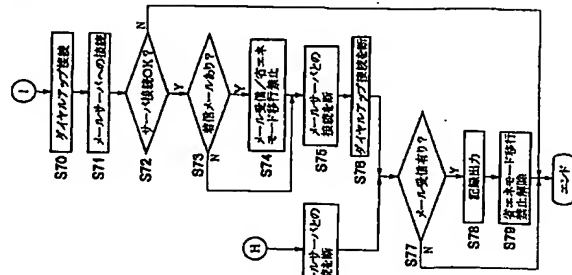 I
S70
ダイヤルアップ接続
S71
メールサーバへの接続
S72
サーバ接続OK?
N
Y
S73
着信メールあり?
N
Y
S74
メール受信/省エネ
モード移行禁止
S75
メールサーバとの
接続を断
S76
ダイヤルアップ接続を断
H
ールサーバとの
続を断
S77
メール受信有り?
N
Y
S78
記録出力
S79
省エネモード移行
禁止解除
エンド